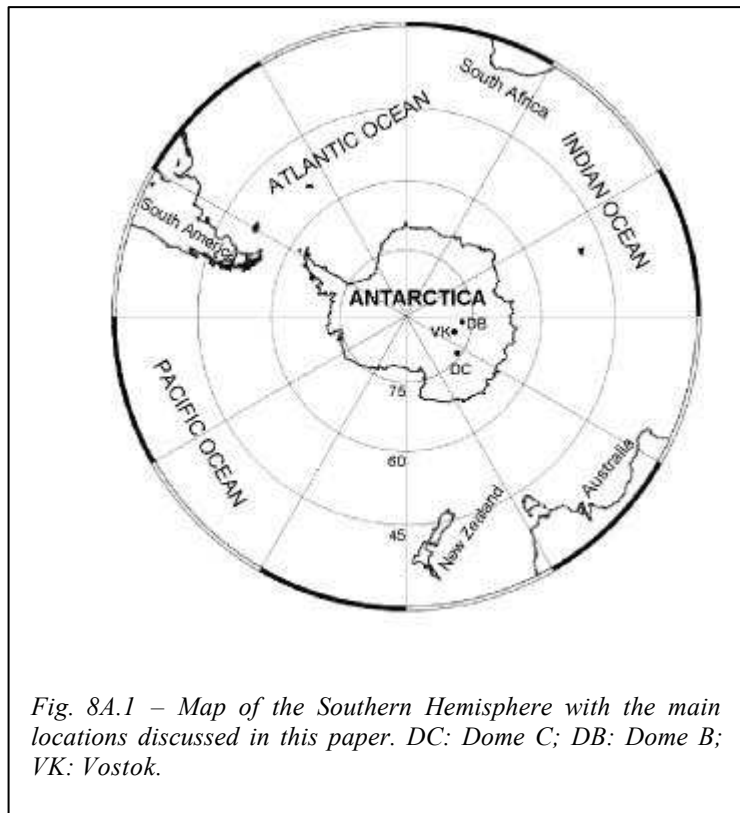 South Africa
ATLANTIC OCEAN
INDIAN OCEAN
South America
ANTARCTICA
DB
VK
DC
75
PACIFIC OCEAN
60
Australia
New Zealand
45
Fig. 8A.1 – Map of the Southern Hemisphere with the main
locations discussed in this paper. DC: Dome C; DB: Dome B;
VK: Vostok.